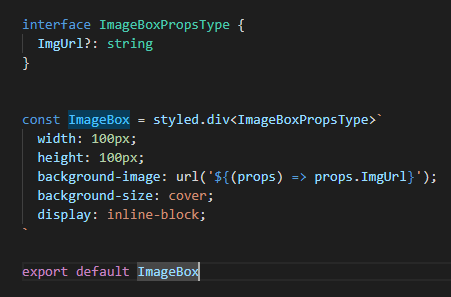 interface ImageBoxPropsType {
  ImgUrl?: string
}
const ImageBox = styled.div<ImageBoxPropsType>`
  width: 100px;
  height: 100px;
  background-image: url('${(props) => props.ImgUrl}');
  background-size: cover;
  display: inline-block;
`
export default ImageBox